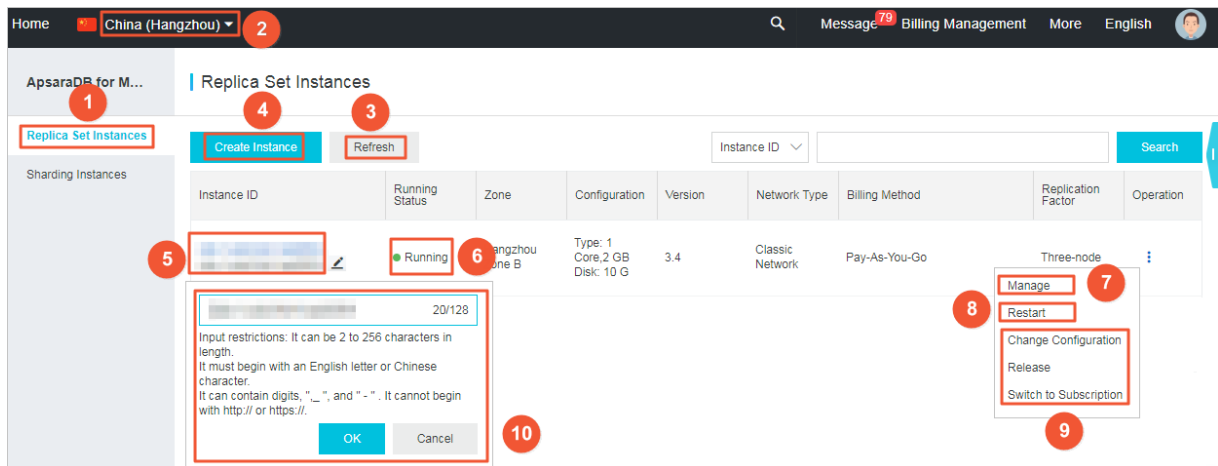 Home China (Hangzhou) 2 Message 79 Billing Management More English
ApsaraDB for M...
Replica Set Instances
1
4
3
Replica Set Instances
Create Instance Refresh Instance ID Search
Sharding Instances
Instance ID Running Status Zone Configuration Version Network Type Billing Method Replication Factor Operation
5
Running 6
one B
Type: 1
Core,2 GB
Disk: 10 G
3.4
Classic
Network
Pay-As-You-Go
Three-node
Manage 7
8 Restart
Change Configuration
Release
Switch to Subscription
9
20/128
Input restrictions: It can be 2 to 256 characters in
length.
It must begin with an English letter or Chinese
character.
It can contain digits, ",_ ", and " - " . It cannot begin
with http:// or https://.
OK Cancel 10